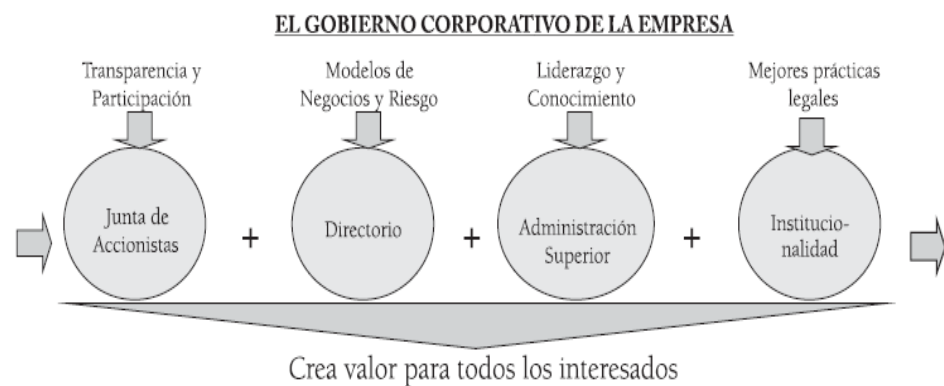 EL GOBIERNO CORPORATIVO DE LA EMPRESA
Transparencia y
Participación
Modelos de
Negocios y Riesgo
Liderazgo y
Conocimiento
Mejores prácticas
legales
Junta de
Accionistas
+
Directorio
+
Administración
Superior
+
Institucio-
nalidad
Crea valor para todos los interesados